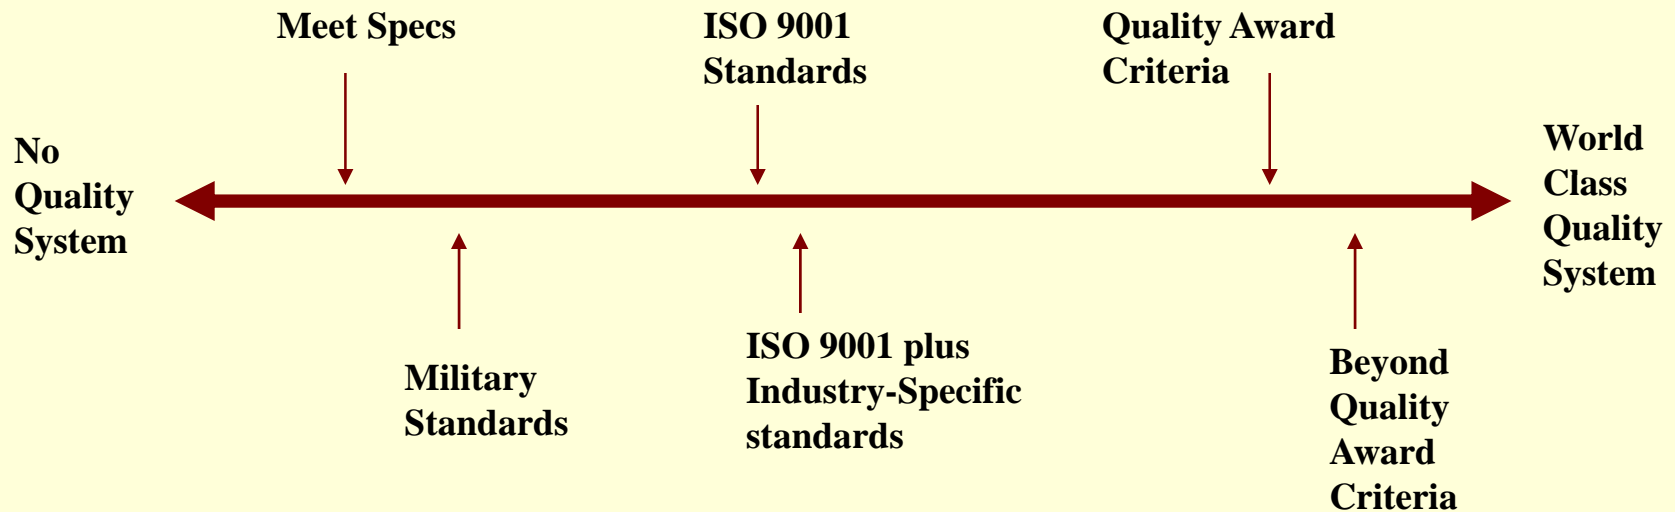 Meet Specs
ISO 9001
Standards
Quality Award
Criteria
No
Quality
System
World
Class
Quality
System
Military
Standards
ISO 9001 plus
Industry-Specific
standards
Beyond
Quality
Award
Criteria